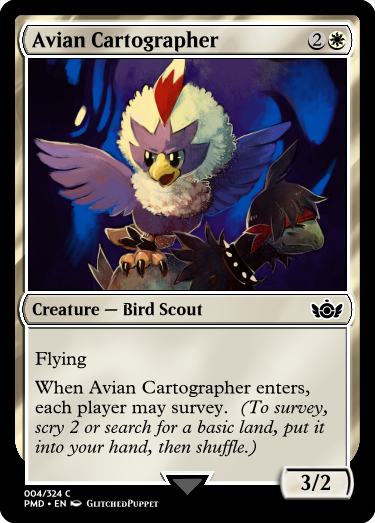 Avian Cartographer 2
Creature — Bird Scout
Flying
When Avian Cartographer enters,
each player may survey. (To survey,
scry 2 or search for a basic land, put it
into your hand, then shuffle.)
3/2
004/324 C
PMD • EN GlitchedPuppet